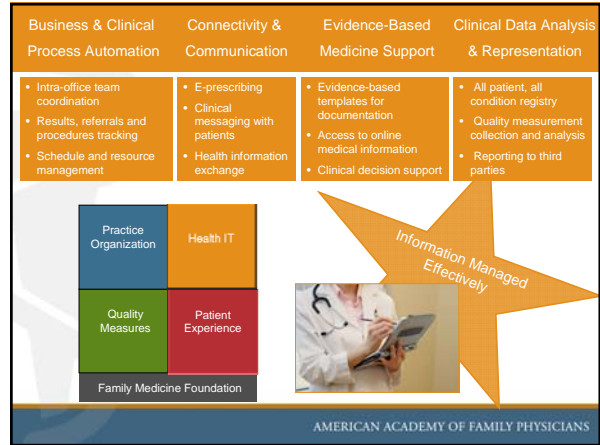 Business & Clinical
Process Automation
Connectivity &
Communication
Evidence-Based
Medicine Support
Clinical Data Analysis
& Representation
• Intra-office team
coordination
• Results, referrals and
procedures tracking
• Schedule and resource
management
• E-prescribing
• Clinical
messaging with
patients
• Health information
exchange
• Evidence-based
templates for
documentation
• Access to online
medical information
• Clinical decision support
• All patient, all
condition registry
• Quality measurement
collection and analysis
• Reporting to third
parties
Practice
Organization
Health IT
Quality
Measures
Patient
Experience
Family Medicine Foundation
Information Managed
Effectively
AMERICAN ACADEMY OF FAMILY PHYSICIANS